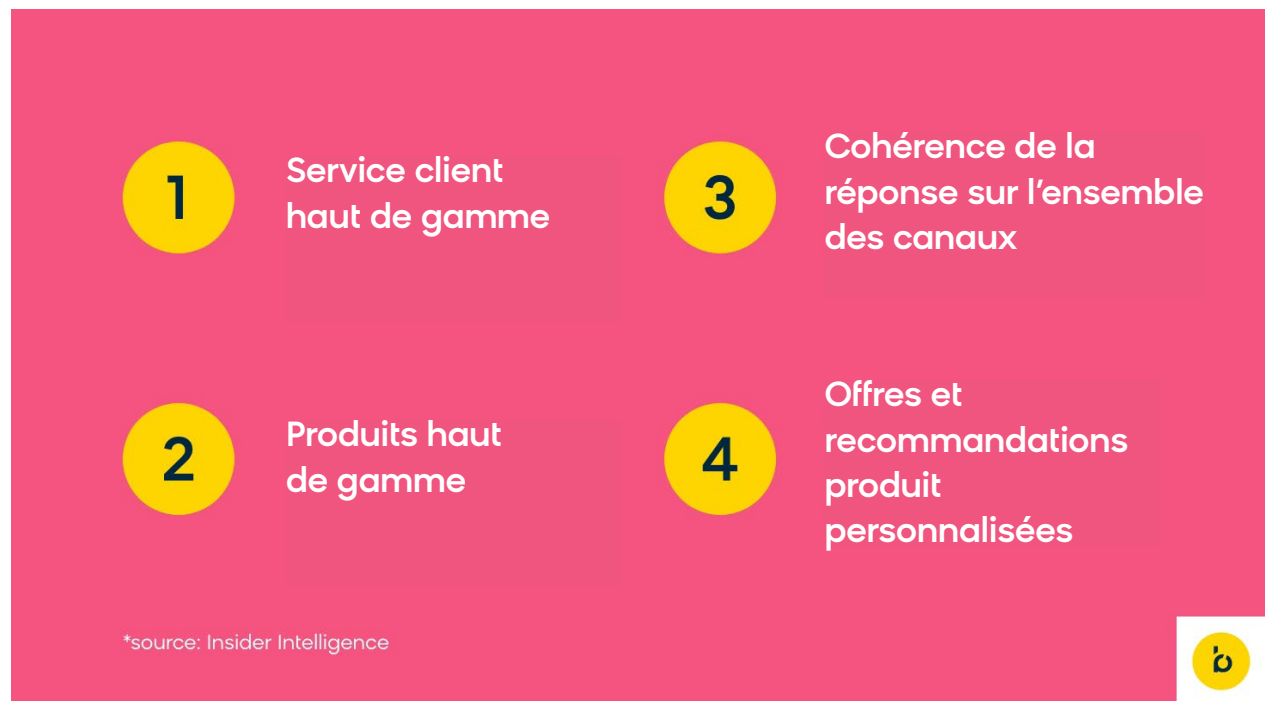 1
Service client
haut de gamme
2
Produits haut
de gamme
3
Cohérence de la
réponse sur l’ensemble
des canaux
4
Offres et
recommandations
produit
personnalisées
*source: Insider Intelligence
b